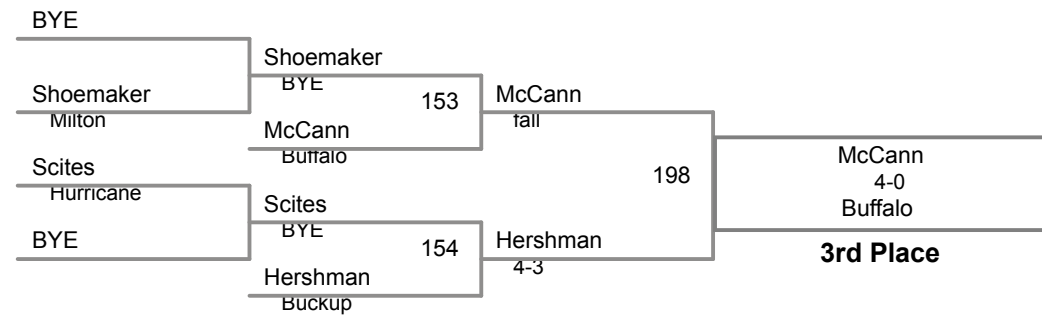 BYE
Shoemaker
Milton
Scites
Hurricane
BYE
Shoemaker
BYE
153
McCann
Buffalo
Scites
BYE
154
Hershman
Buckup
McCann
fall
198
Hershman
4-3
McCann
4-0
Buffalo
3rd Place